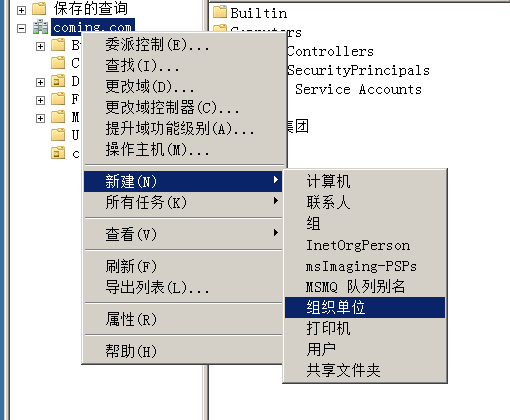 保存的查询
coming.com
B
C
D
F
M
U
c
Builtin
Computers
Controllers
SecurityPrincipals
Service Accounts
集团
委派控制(E)...
查找(I)...
更改域(D)...
更改域控制器(C)...
提升域功能级别(A)...
操作主机(M)...
新建(N)
所有任务(K)
查看(V)
刷新(F)
导出列表(L)...
属性(R)
帮助(H)
计算机
联系人
组
InetOrgPerson
msImaging-PSPs
MSMQ 队列别名
组织单位
打印机
用户
共享文件夹